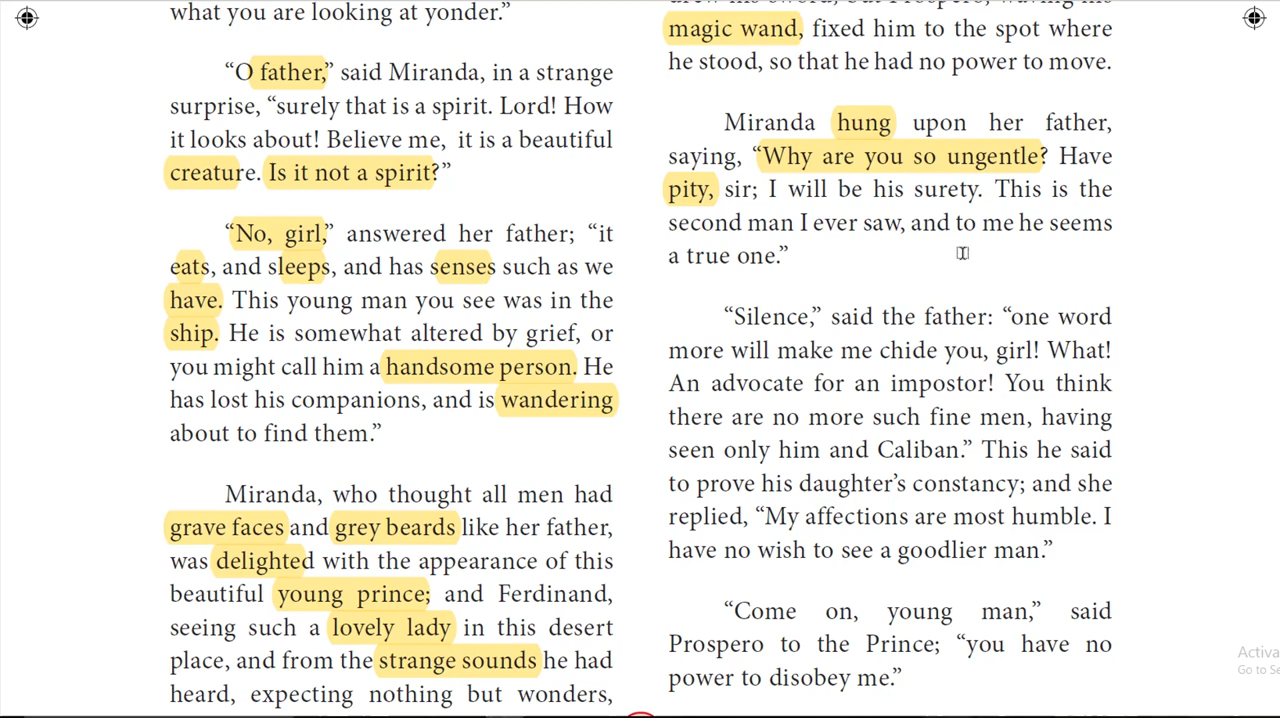 what you are looking at yonder.”
“O father,” said Miranda, in a strange
surprise, “surely that is a spirit. Lord! How
it looks about! Believe me, it is a beautiful
creature. Is it not a spirit?”
“No, girl,” answered her father; “it
eats, and sleeps, and has senses such as we
have. This young man you see was in the
ship. He is somewhat altered by grief, or
you might call him a handsome person. He
has lost his companions, and is wandering
about to find them.”
Miranda, who thought all men had
grave faces and grey beards like her father,
was delighted with the appearance of this
beautiful young prince; and Ferdinand,
seeing such a lovely lady in this desert
place, and from the strange sounds he had
heard, expecting nothing but wonders,
magic wand, fixed him to the spot where
he stood, so that he had no power to move.
Miranda hung upon her father,
saying, “Why are you so ungentle? Have
pity, sir; I will be his surety. This is the
second man I ever saw, and to me he seems
a true one.”
“Silence,” said the father: “one word
more will make me chide you, girl! What!
An advocate for an impostor! You think
there are no more such fine men, having
seen only him and Caliban.” This he said
to prove his daughter’s constancy; and she
replied, “My affections are most humble. I
have no wish to see a goodlier man.”
“Come on, young man,” said
Prospero to the Prince; “you have no
power to disobey me.”
Activa
Go to Se